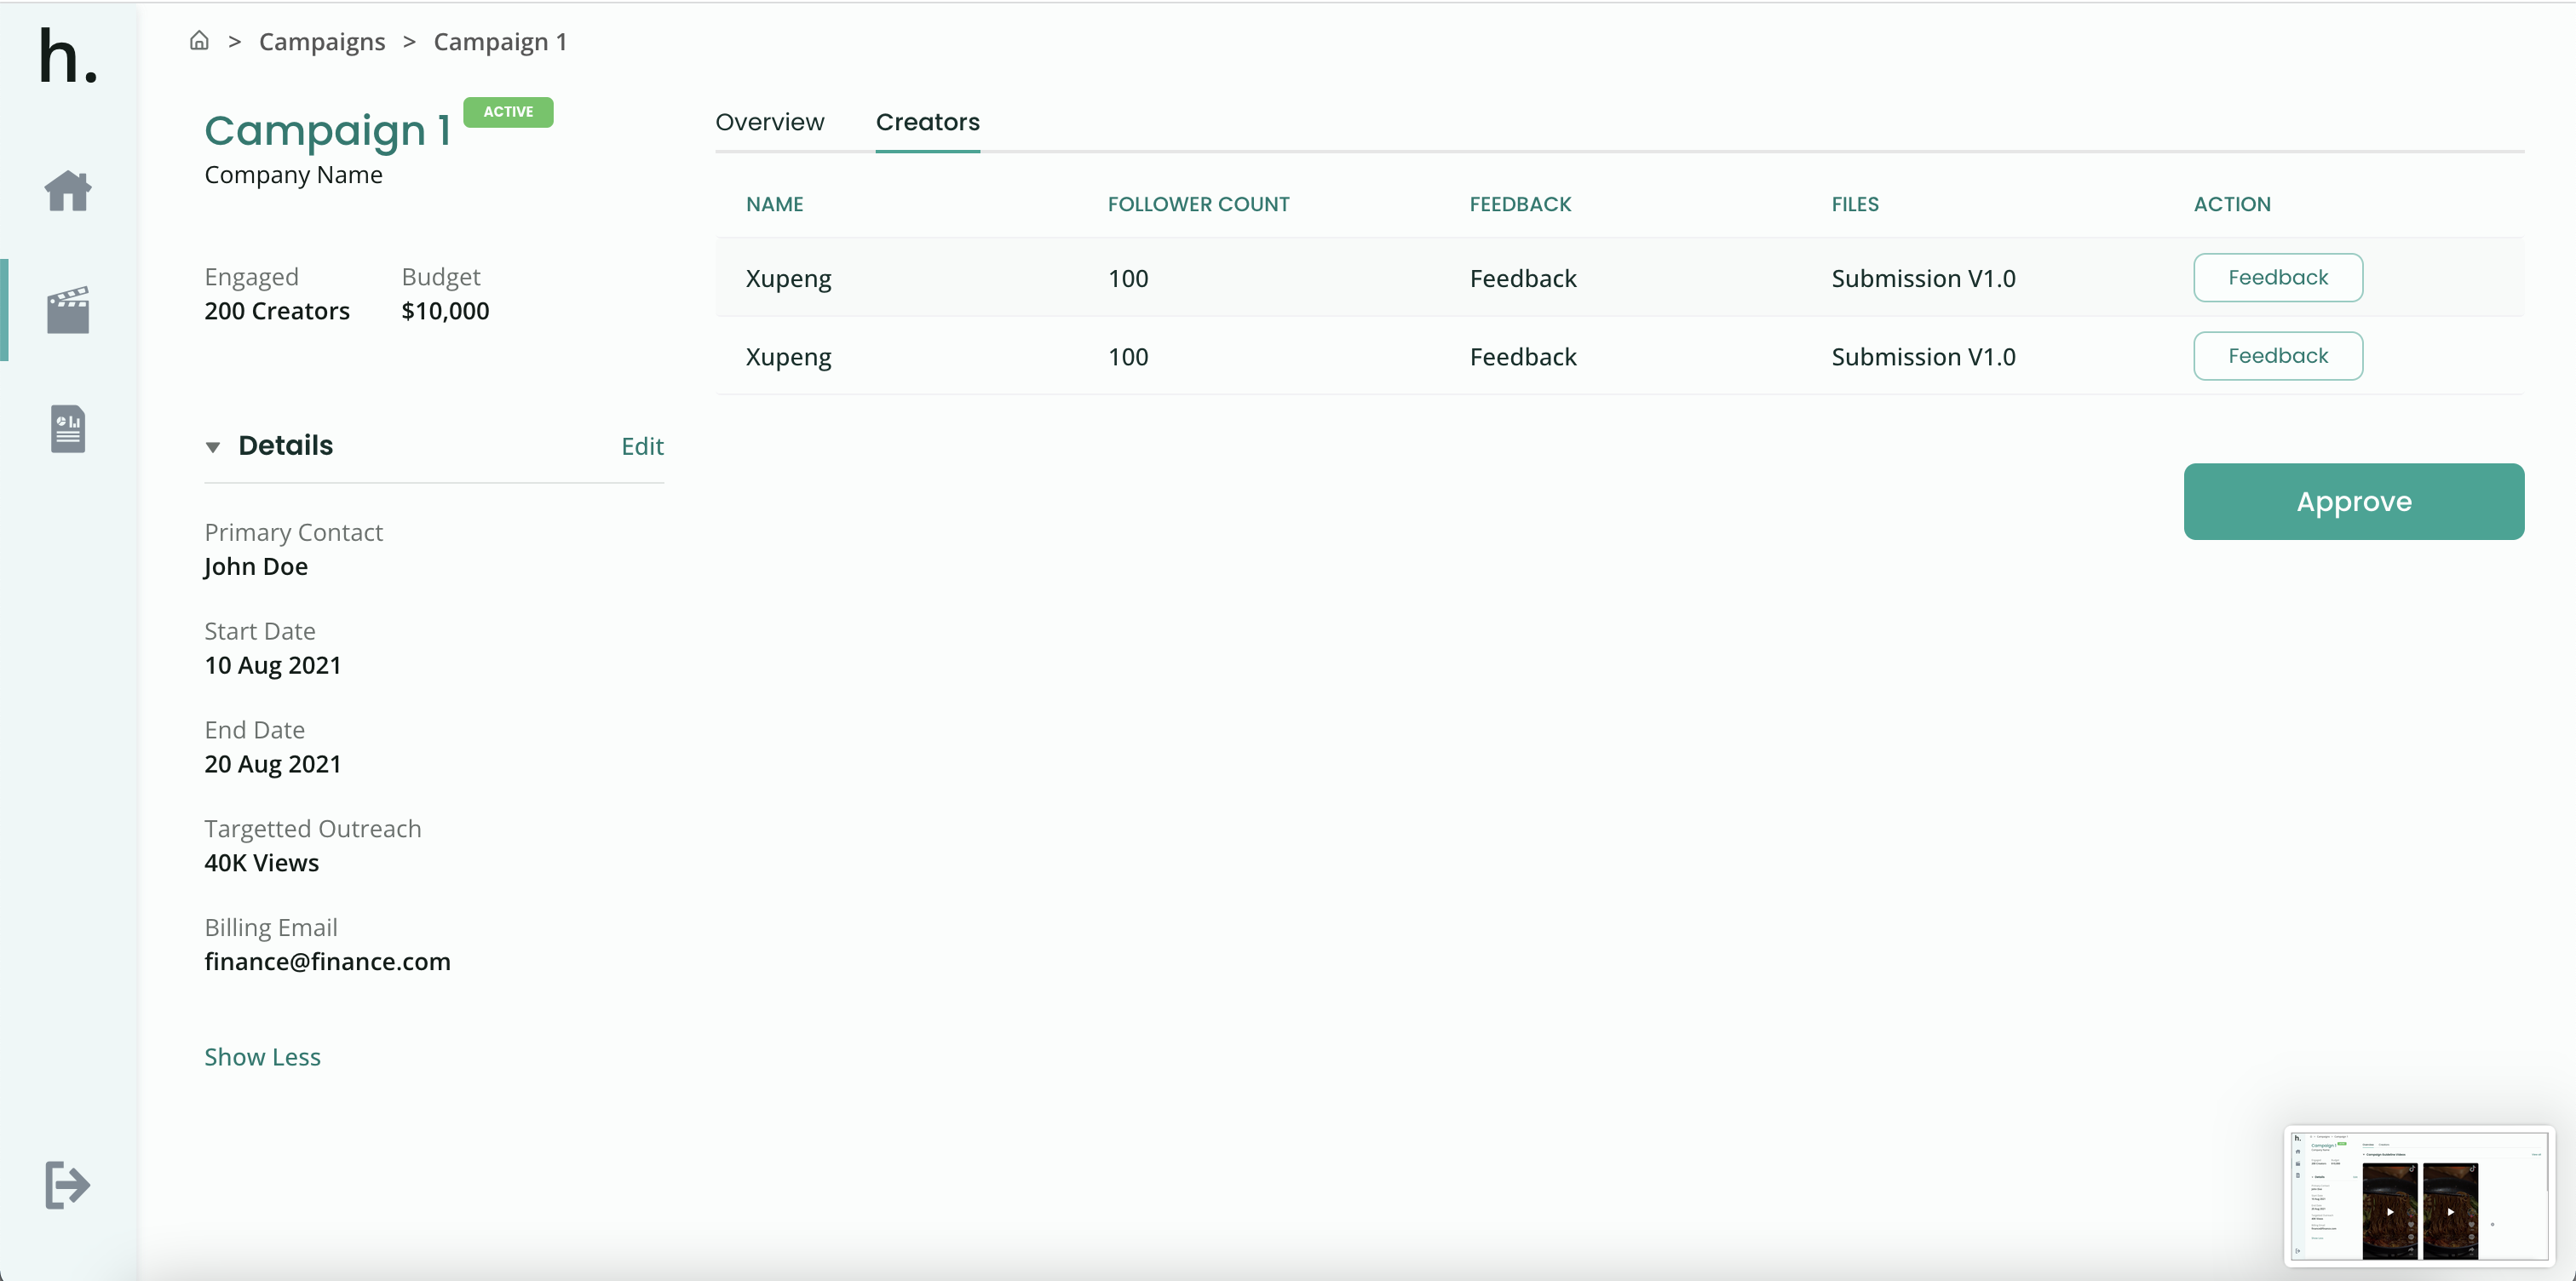 h.
> Campaigns > Campaign 1
Campaign 1 ACTIVE
Company Name
Engaged Budget
200 Creators $10,000
Details Edit
Primary Contact
John Doe
Start Date
10 Aug 2021
End Date
20 Aug 2021
Targetted Outreach
40K Views
Billing Email
finance@finance.com
Show Less
Overview Creators
NAME FOLLOWER COUNT FEEDBACK FILES ACTION
Xupeng 100 Feedback Submission V1.0 Feedback
Xupeng 100 Feedback Submission V1.0 Feedback
Approve
h.
Campaign 1